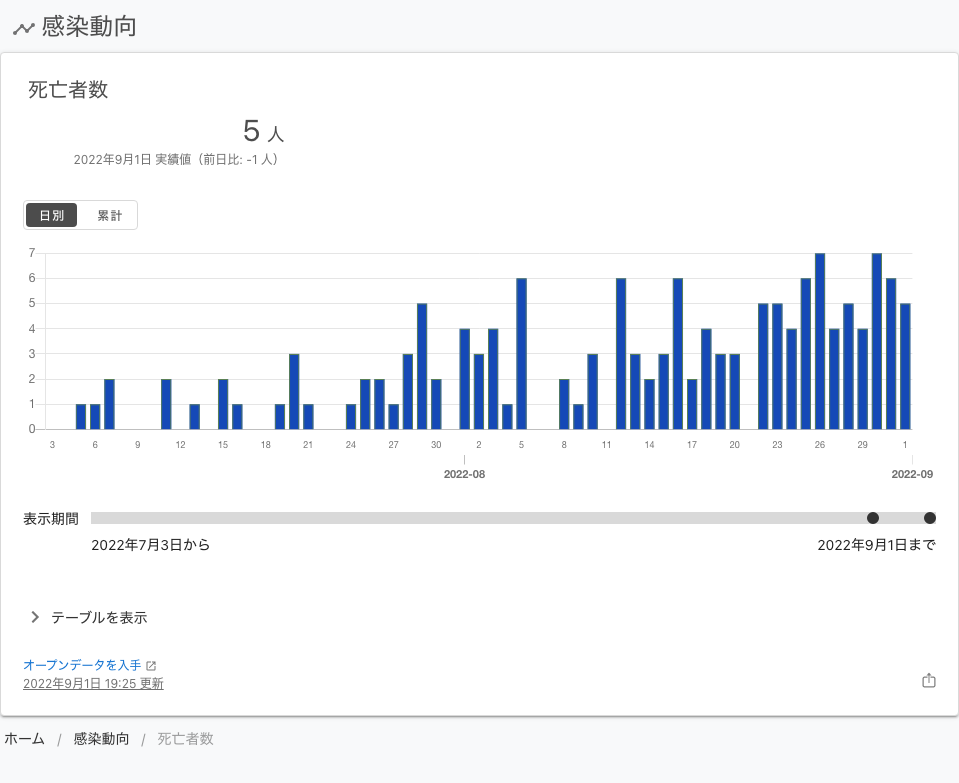 感染動向
死亡者数
5 人
2022年9月1日 実績値（前日比: -1 人）
日別 累計
7
6
5
4
3
2
1
0
3 6 9 12 15 18 21 24 27 30 2 5 8 11 14 17 20 23 26 29 1
2022-08 2022-09
表示期間
2022年7月3日から 2022年9月1日まで
テーブルを表示
オープンデータを入手
2022年9月1日 19:25 更新
ホーム / 感染動向 / 死亡者数